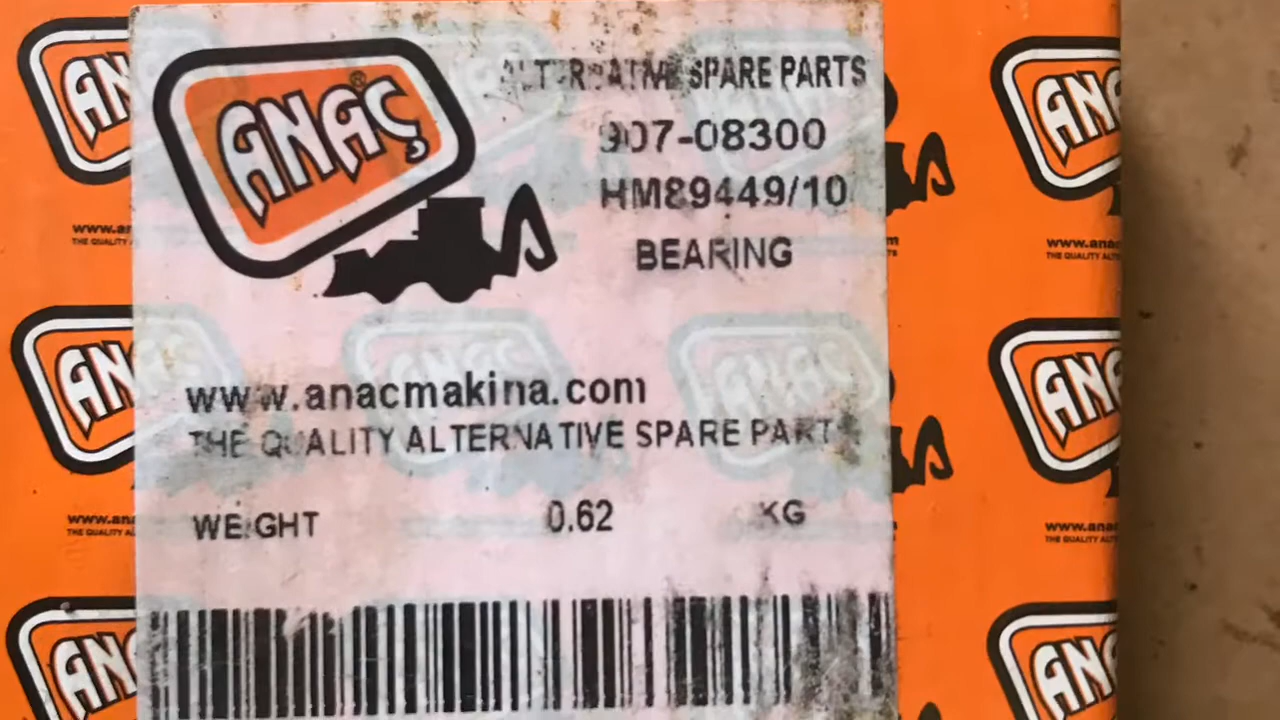 ANAÇ®
ALTERNATIVE SPARE PARTS
907-08300
HM89449/10
BEARING
www.anacmakina.com
THE QUALITY ALTERNATIVE SPARE PARTS
WEIGHT 0.62 KG